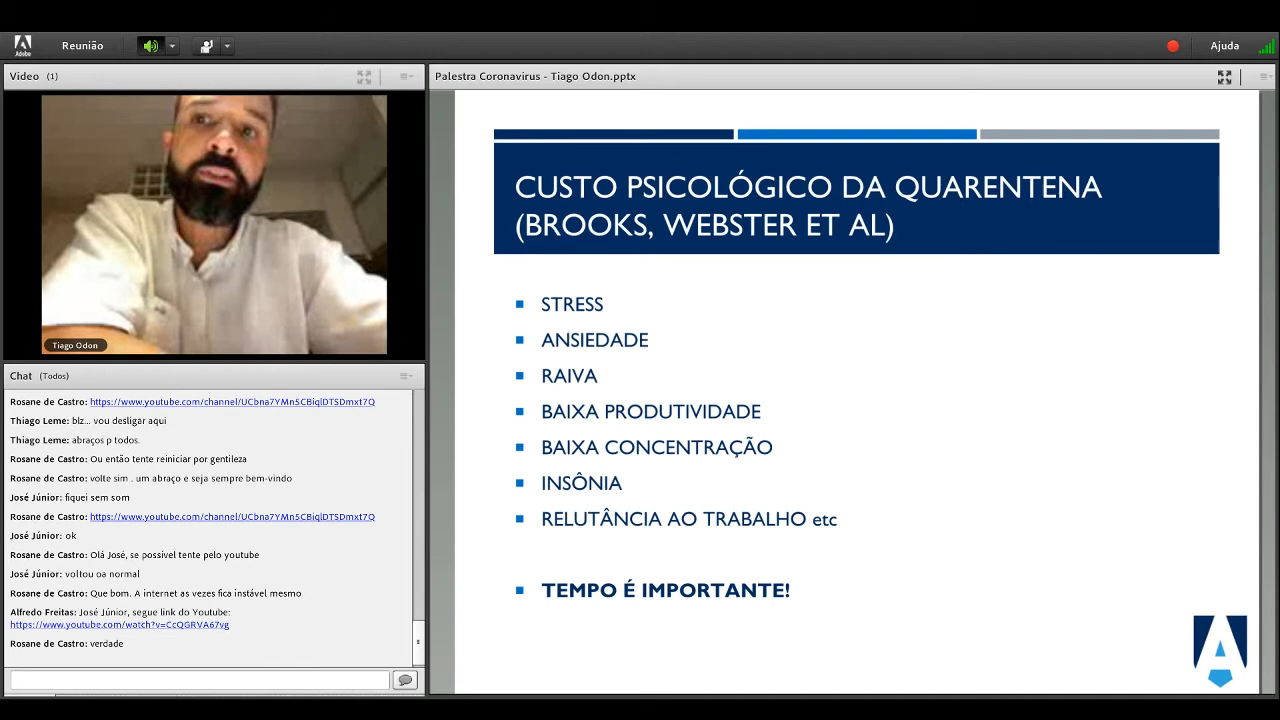 Adobe
Reunião
Ajuda
Video (1)
Tiago Odon
Chat (Todos)
Rosane de Castro: https://www.youtube.com/channel/UCbna7YMn5CBiqlDTSDmxt7Q
Thiago Leme: blz... vou desligar aqui
Thiago Leme: abraços p todos.
Rosane de Castro: Ou então tente reiniciar por gentileza
Rosane de Castro: volte sim . um abraço e seja sempre bem-vindo
José Júnior: fiquei sem som
Rosane de Castro: https://www.youtube.com/channel/UCbna7YMn5CBiqlDTSDmxt7Q
José Júnior: ok
Rosane de Castro: Olá José, se possível tente pelo youtube
José Júnior: voltou oa normal
Rosane de Castro: Que bom. A internet as vezes fica instável mesmo
Alfredo Freitas: José Júnior, segue link do Youtube:
https://www.youtube.com/watch?v=CcQGRVA67vg
Rosane de Castro: verdade
Palestra Coronavirus - Tiago Odon.pptx
CUSTO PSICOLÓGICO DA QUARENTENA
(BROOKS, WEBSTER ET AL)
STRESS
ANSIEDADE
RAIVA
BAIXA PRODUTIVIDADE
BAIXA CONCENTRAÇÃO
INSÔNIA
RELUTÂNCIA AO TRABALHO etc
TEMPO É IMPORTANTE!